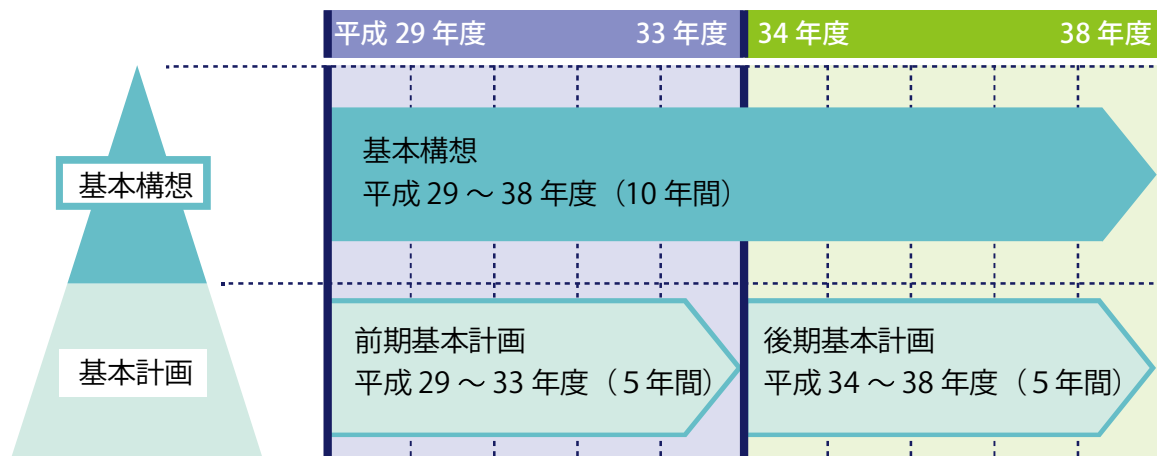 平成 29 年度 33 年度 34 年度 38 年度
基本構想
基本構想
平成 29 ～ 38 年度（10 年間）
基本計画
前期基本計画
平成 29 ～ 33 年度（５年間）
後期基本計画
平成 34 ～ 38 年度（５年間）